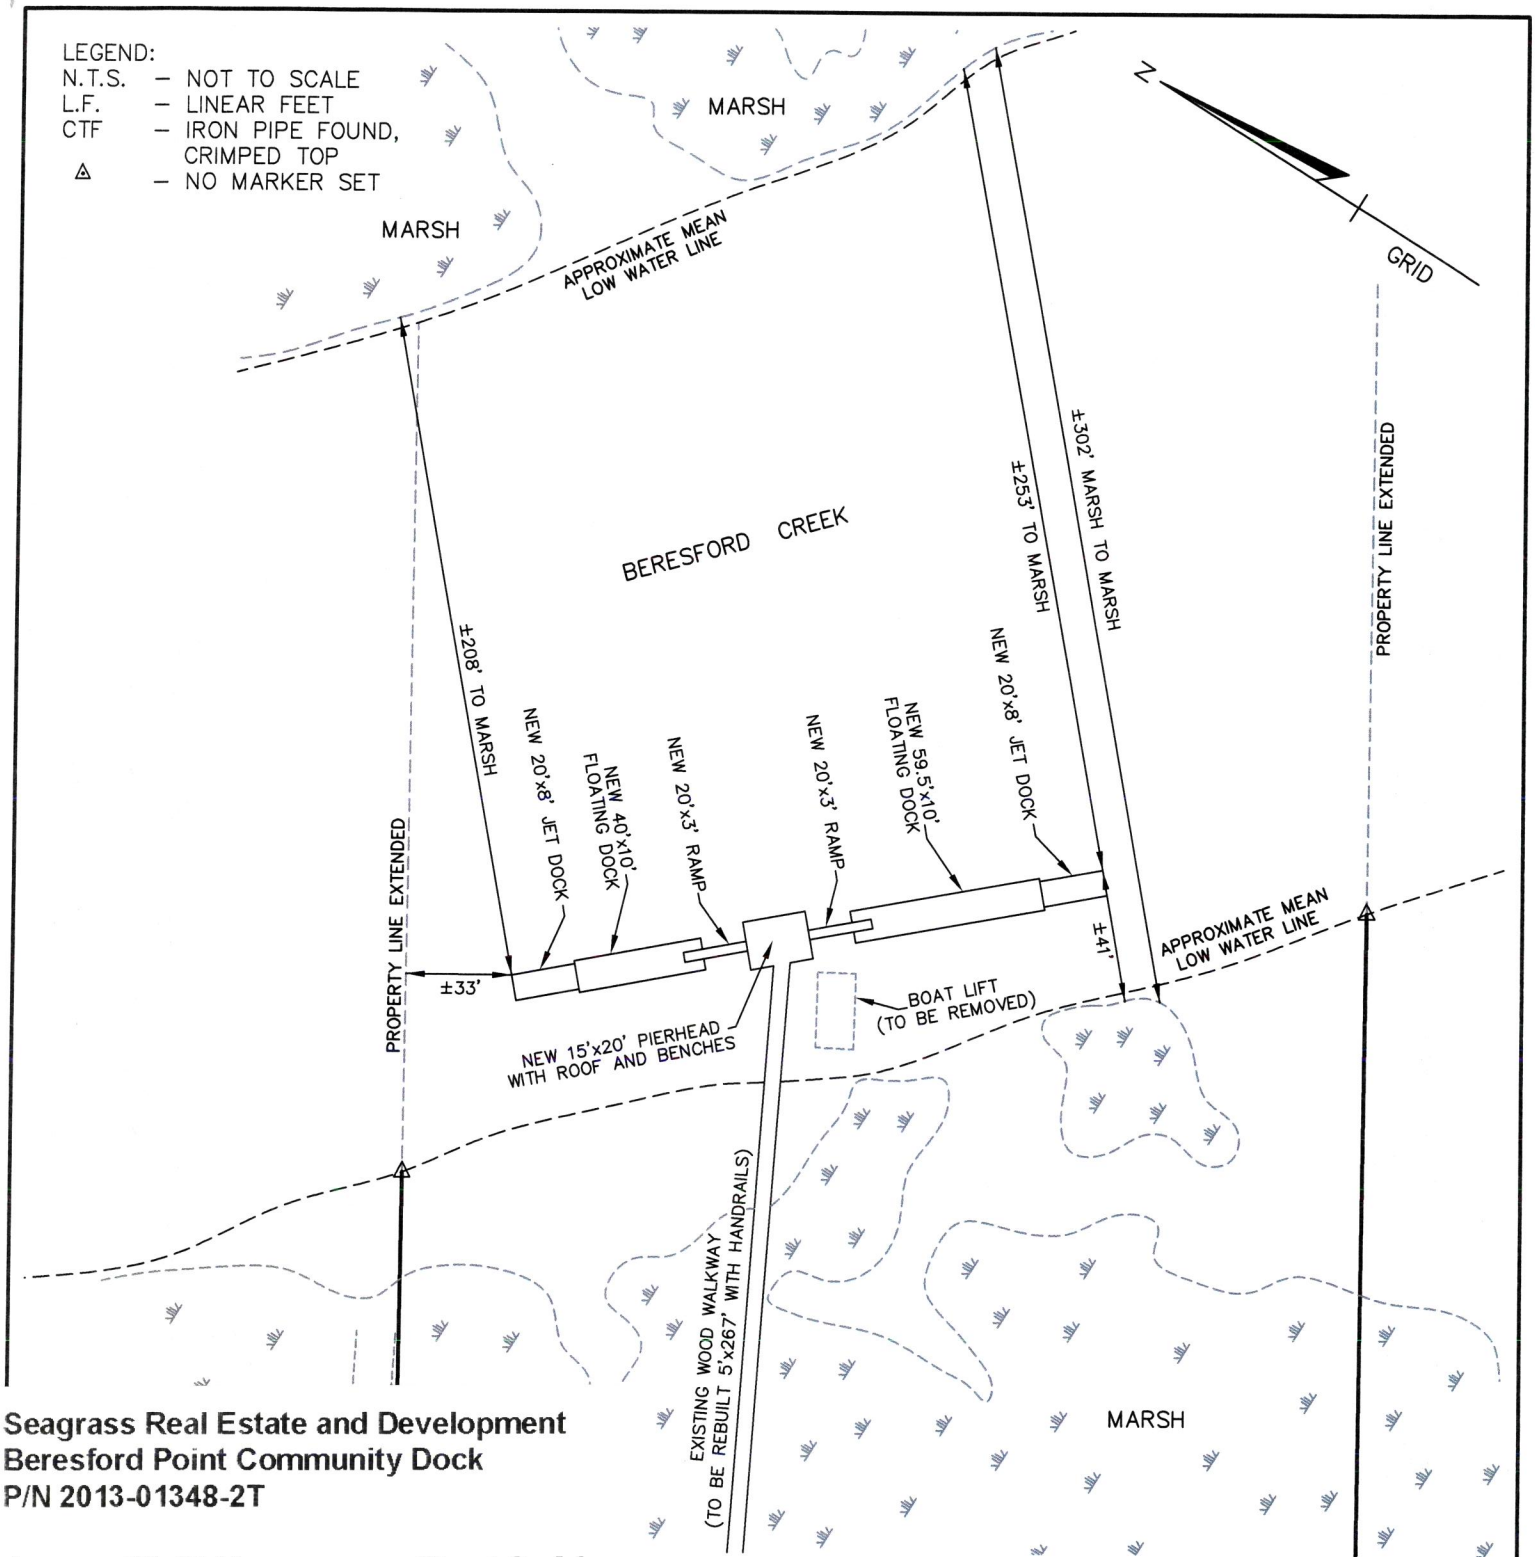 LEGEND:
N.T.S. – NOT TO SCALE
L.F. – LINEAR FEET
CTF – IRON PIPE FOUND,
CRIMPED TOP
– NO MARKER SET
MARSH
MARSH
N
GRID
APPROXIMATE MEAN
LOW WATER LINE
±302' MARSH TO MARSH
±253' TO MARSH
PROPERTY LINE EXTENDED
BERESFORD CREEK
±208' TO MARSH
NEW 20'x8' JET DOCK
NEW 40'x10'
FLOATING DOCK
NEW 20'x3' RAMP
NEW 20'x3' RAMP
NEW 59.5'x10'
FLOATING DOCK
NEW 20'x8' JET DOCK
PROPERTY LINE EXTENDED
±33'
±41'
APPROXIMATE MEAN
LOW WATER LINE
BOAT LIFT
(TO BE REMOVED)
NEW 15'x20' PIERHEAD
WITH ROOF AND BENCHES
EXISTING WOOD WALKWAY
(TO BE REBUILT 5'x267' WITH HANDRAILS)
MARSH
Seagrass Real Estate and Development
Beresford Point Community Dock
P/N 2013-01348-2T